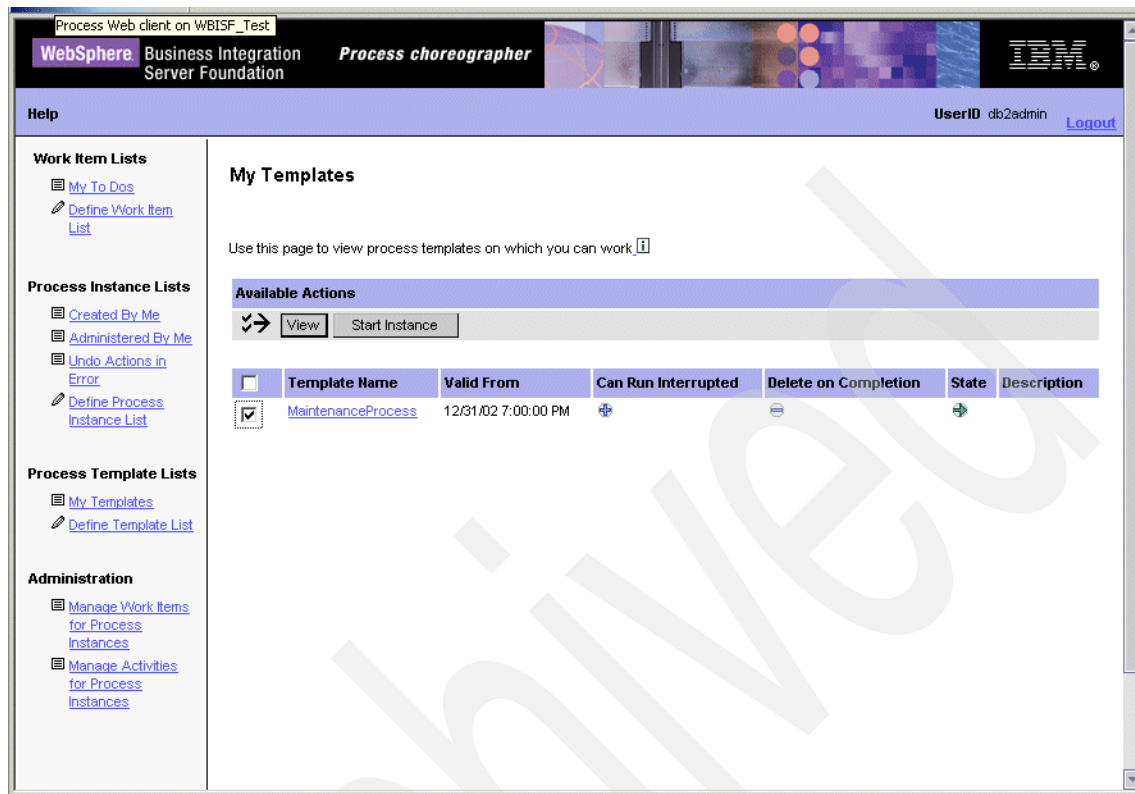 Process Web client on WBISF_Test
WebSphere. Business Integration
Server Foundation
Process choreographer
IBM®
Help
UserID db2admin
Logout
Work Item Lists
My To Dos
Define Work Item
List
Process Instance Lists
Created By Me
Administered By Me
Undo Actions in
Error
Define Process
Instance List
Process Template Lists
My Templates
Define Template List
Administration
Manage Work Items
for Process
Instances
Manage Activities
for Process
Instances
My Templates
Use this page to view process templates on which you can work i
Available Actions
View Start Instance
Template Name Valid From Can Run Interrupted Delete on Completion State Description
MaintenanceProcess 12/31/02 7:00:00 PM